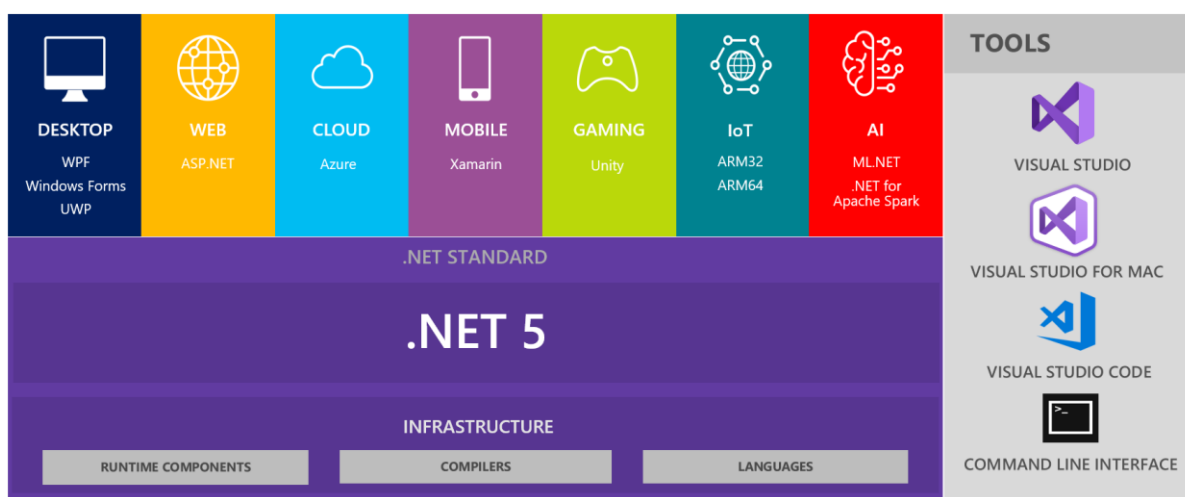 DESKTOP
WPF
Windows Forms
UWP
WEB
ASP.NET
CLOUD
Azure
MOBILE
Xamarin
GAMING
Unity
IoT
ARM32
ARM64
AI
ML.NET
.NET for
Apache Spark
.NET STANDARD
.NET 5
INFRASTRUCTURE
RUNTIME COMPONENTS
COMPILERS
LANGUAGES
TOOLS
VISUAL STUDIO
VISUAL STUDIO FOR MAC
VISUAL STUDIO CODE
>_
COMMAND LINE INTERFACE